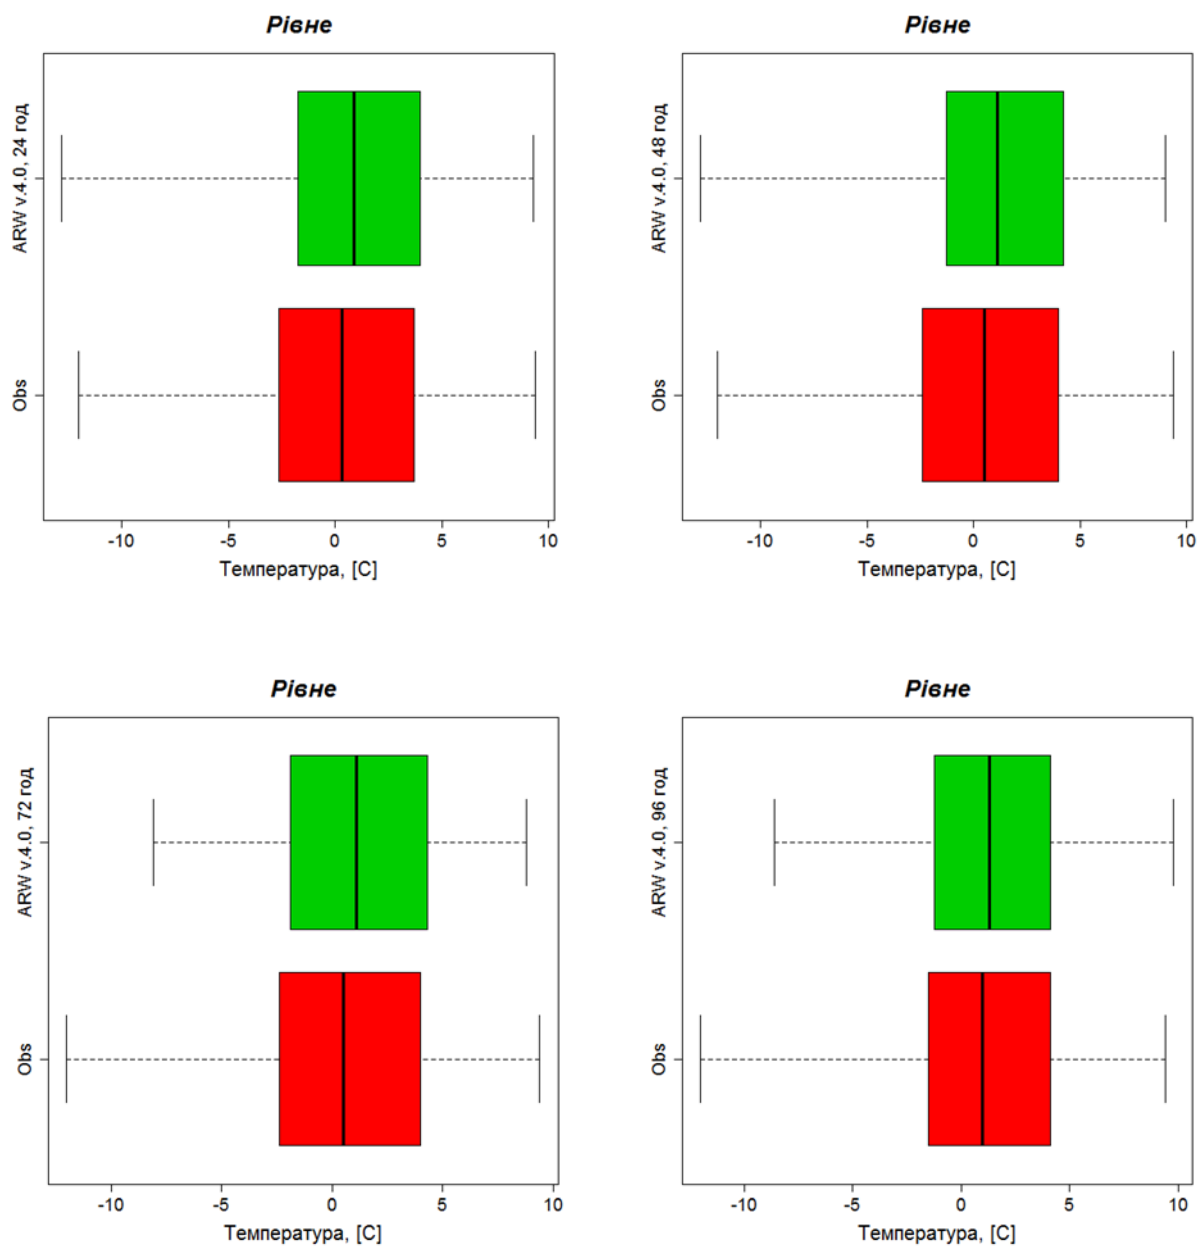 Рівне
ARW v.4.0, 24 год
Obs
-10 -5 0 5 10
Температура, [C]
Рівне
ARW v.4.0, 48 год
Obs
-10 -5 0 5 10
Температура, [C]
Рівне
ARW v.4.0, 72 год
Obs
-10 -5 0 5 10
Температура, [C]
Рівне
ARW v.4.0, 96 год
Obs
-10 -5 0 5 10
Температура, [C]